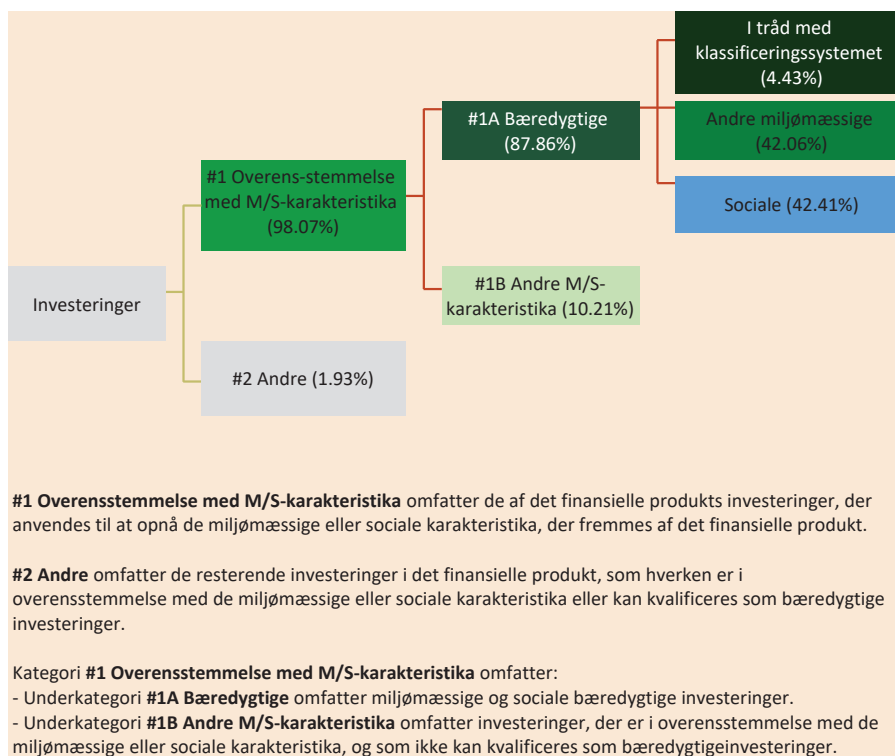 I tråd med
klassificeringssystemet
(4.43%)
#1A Bæredygtige
(87.86%)
Andre miljømæssige
(42.06%)
#1 Overens-stemmelse
med M/S-karakteristika
(98.07%)
Sociale (42.41%)
#1B Andre M/S-
karakteristika (10.21%)
Investeringer
#2 Andre (1.93%)
#1 Overensstemmelse med M/S-karakteristika omfatter de af det finansielle produkts investeringer, der
anvendes til at opnå de miljømæssige eller sociale karakteristika, der fremmes af det finansielle produkt.
#2 Andre omfatter de resterende investeringer i det finansielle produkt, som hverken er i
overensstemmelse med de miljømæssige eller sociale karakteristika eller kan kvalificeres som bæredygtige
investeringer.
Kategori #1 Overensstemmelse med M/S-karakteristika omfatter:
- Underkategori #1A Bæredygtige omfatter miljømæssige og sociale bæredygtige investeringer.
- Underkategori #1B Andre M/S-karakteristika omfatter investeringer, der er i overensstemmelse med de
miljømæssige eller sociale karakteristika, og som ikke kan kvalificeres som bæredygtigeinvesteringer.